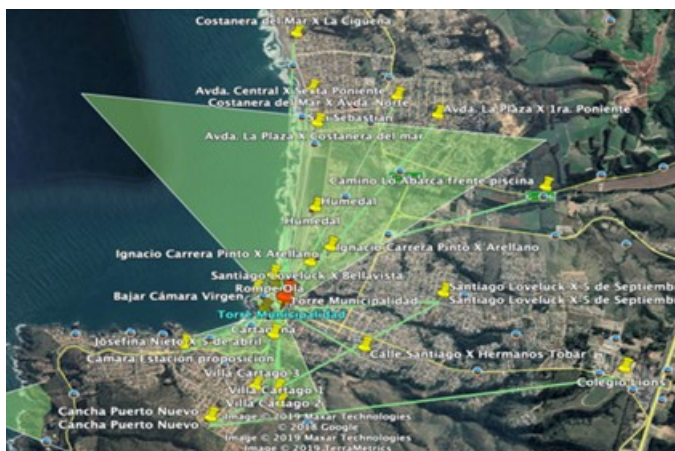 Costanera del Mar X La Cigueña
Avda. Central X Sexta Poniente
Costanera del Mar X Avda. Norte
Avda. La Plaza X 1ra. Poniente
San Sebastian
Avda. La Plaza X Costanera del mar
Camino Lo Abarca frente piscina
Humedal
Humedal
Ignacio Carrera Pinto X Arellano
Ignacio Carrera Pinto X Arellano
Santiago Loveluck X Bellavista
Rompe Ola
Santiago Loveluck X 5 de Septiemb
Bajar Cámara Virgen
Torre Municipalidad
Santiago Loveluck X 5 de Septiemb
Torre Municipalidad
Cartagena
Josefina Nieto X 5 de abril
Calle Santiago X Hermanos Tobar
Cámara Estación proposición
Villa Cartago 3
Colegio Lions
Villa Cartago 1
Villa Cartago 2
Cancha Puerto Nuevo
Cancha Puerto Nuevo
Image © 2019 Maxar Technologies
© 2018 Google
Image © 2019 Maxar Technologies
Image © 2019 TerraMetrics